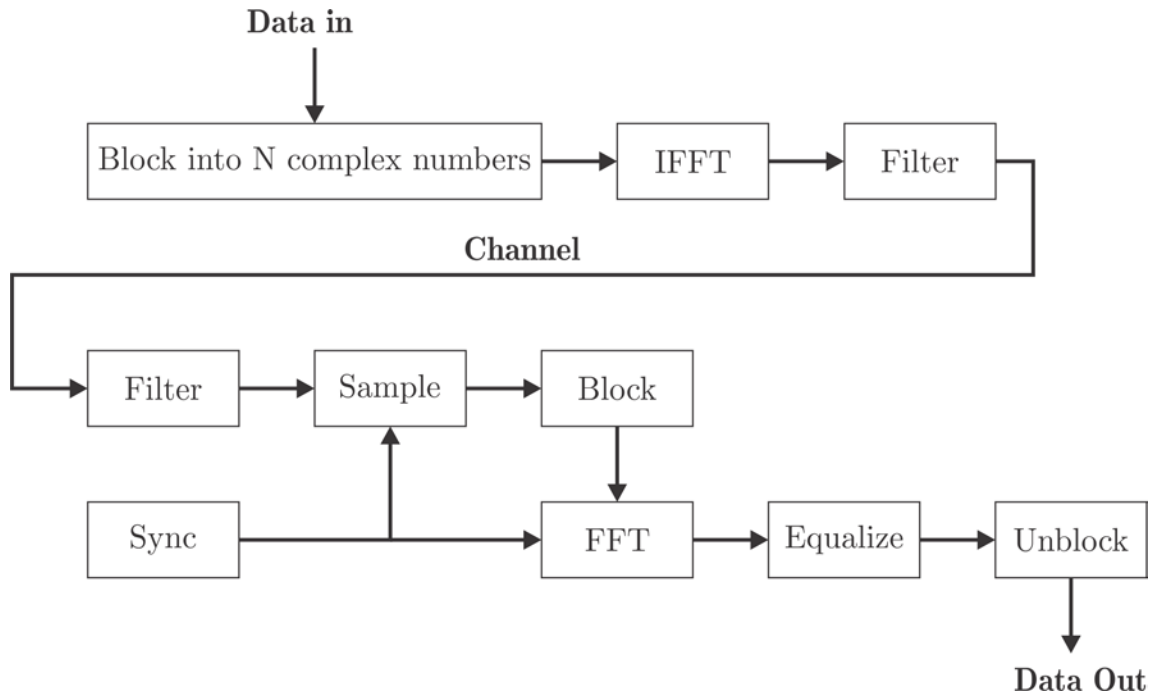 Data in
Block into N complex numbers
IFFT
Filter
Channel
Filter
Sample
Block
Sync
FFT
Equalize
Unblock
Data Out